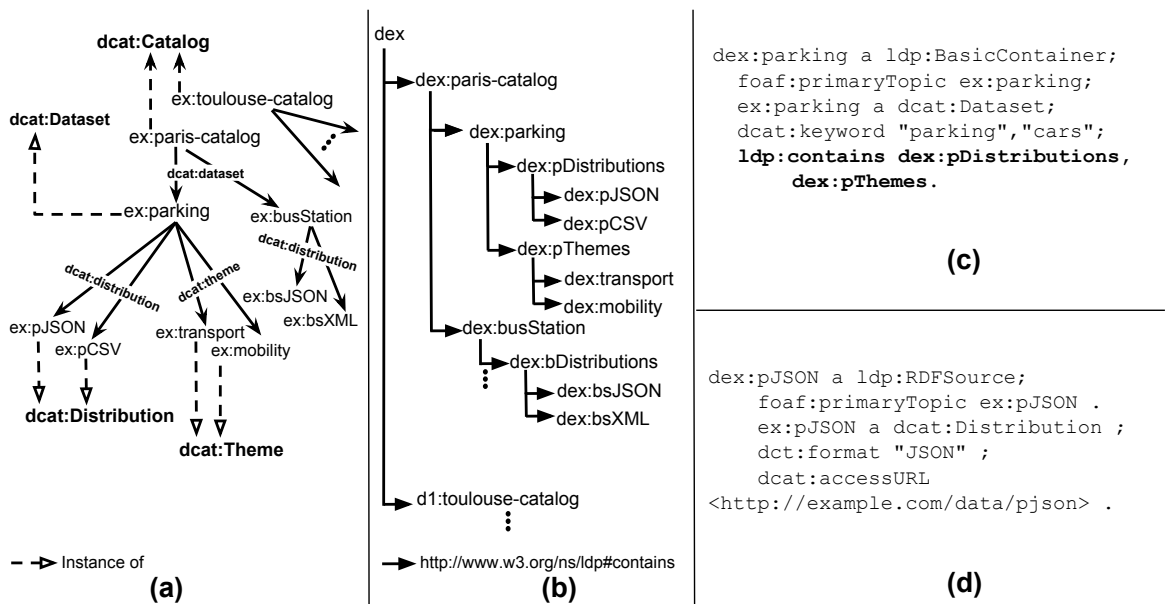 dcat:Catalog
ex:toulouse-catalog
dcat:Dataset
ex:paris-catalog
dcat:dataset
ex:parking
ex:busStation
dcat:distribution
dcat:distribution
dcat:theme
ex:bsJSON
ex:bsXML
ex:pJSON
ex:transport
ex:pCSV
ex:mobility
dcat:Distribution
dcat:Theme
Instance of
(a)
dex
dex:paris-catalog
dex:parking
dex:pDistributions
dex:pJSON
dex:pCSV
dex:pThemes
dex:transport
dex:mobility
dex:busStation
dex:bDistributions
dex:bsJSON
dex:bsXML
d1:toulouse-catalog
http://www.w3.org/ns/ldp#contains
(b)
dex:parking a ldp:BasicContainer;
foaf:primaryTopic ex:parking;
ex:parking a dcat:Dataset;
dcat:keyword "parking","cars";
ldp:contains dex:pDistributions,
dex:pThemes.
(c)
dex:pJSON a ldp:RDFSource;
foaf:primaryTopic ex:pJSON .
ex:pJSON a dcat:Distribution ;
dct:format "JSON" ;
dcat:accessURL
<http://example.com/data/pjson> .
(d)